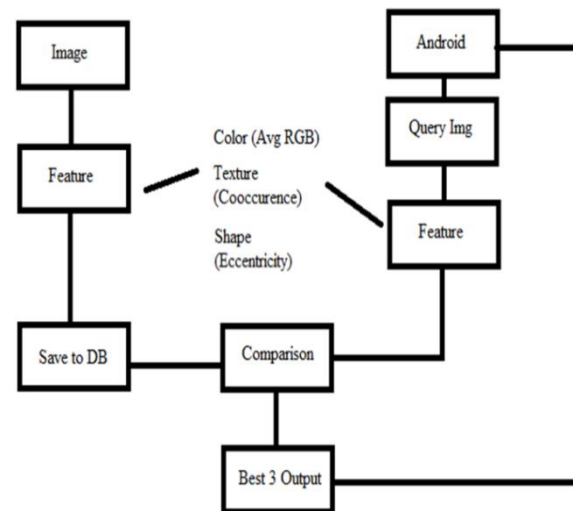 Image
Feature
Save to DB
Color (Avg RGB)
Texture
(Cooccurence)
Shape
(Eccentricity)
Android
Query Img
Feature
Comparison
Best 3 Output